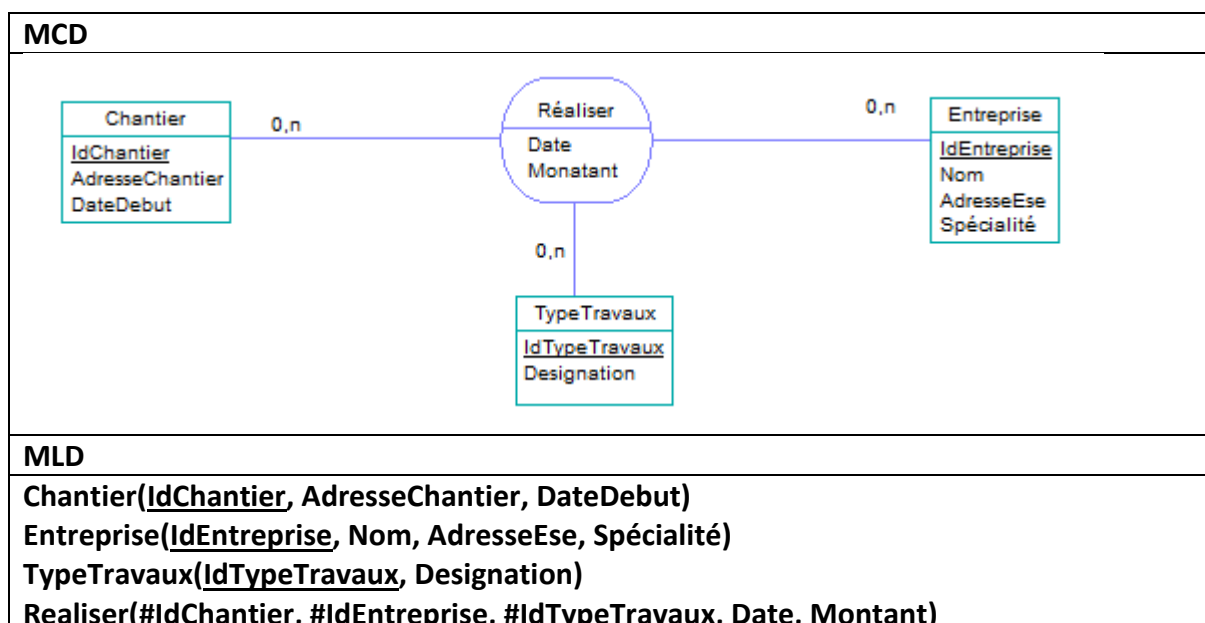 MCD
Chantier
IdChantier
AdresseChantier
DateDebut
0,n
Réaliser
Date
Monatant
0,n
Entreprise
IdEntreprise
Nom
AdresseEse
Spécialité
0,n
TypeTravaux
IdTypeTravaux
Designation
MLD
Chantier(IdChantier, AdresseChantier, DateDebut)
Entreprise(IdEntreprise, Nom, AdresseEse, Spécialité)
TypeTravaux(IdTypeTravaux, Designation)
Realiser(#IdChantier, #IdEntreprise, #IdTypeTravaux, Date, Montant)